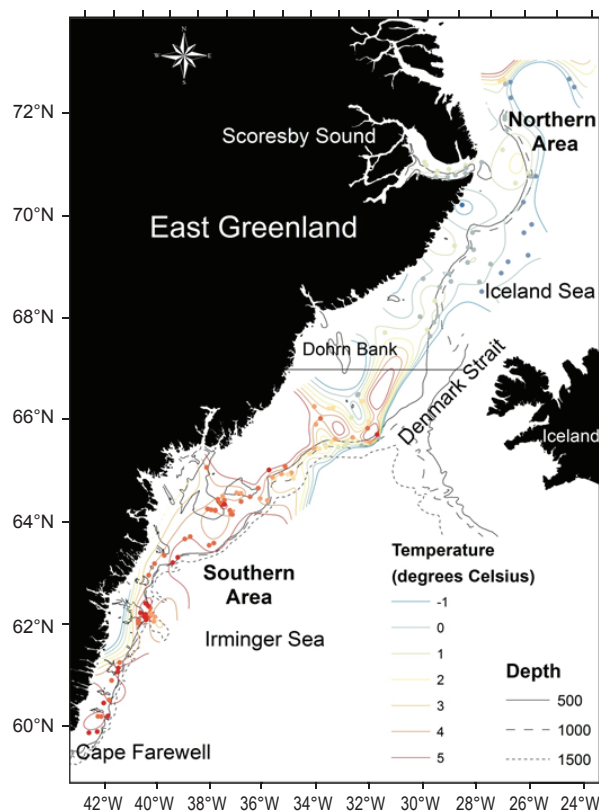 N
W
E
S
72°N
70°N
68°N
66°N
64°N
62°N
60°N
Scoresby Sound
Northern
Area
East Greenland
Iceland Sea
Dohrn Bank
Denmark Strait
Iceland
Southern
Area
Irminger Sea
Cape Farewell
Temperature
(degrees Celsius)
-1
0
1
2
3
4
5
Depth
500
1000
1500
42°W 40°W 38°W 36°W 34°W 32°W 30°W 28°W 26°W 24°W